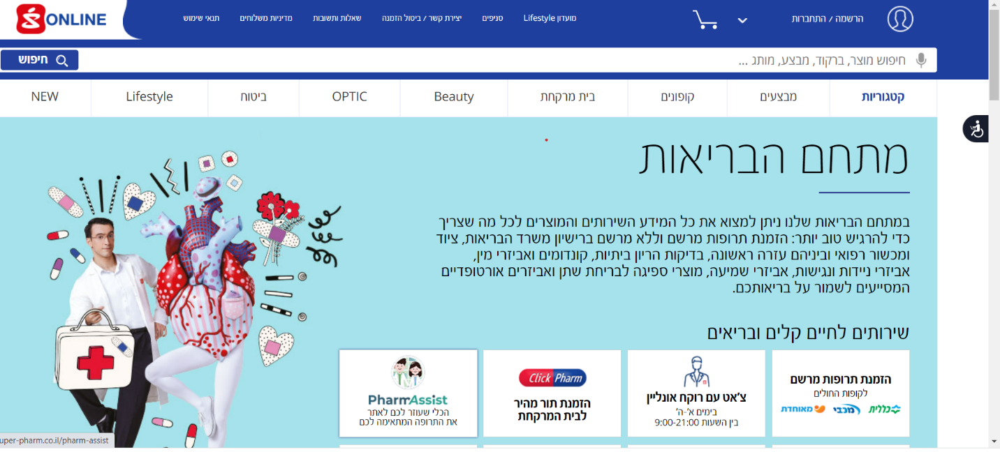 ONLINE
מועדון Lifestyle
סניפים
יצירת קשר / ביטול הזמנה
שאלות ותשובות
מדיניות משלוחים
תנאי שימוש
הרשמה / התחברות
חיפוש מוצר, ברקוד, מבצע, מותג ...
חיפוש
קטגוריות
מבצעים
קופונים
בית מרקחת
Beauty
OPTIC
ביטוח
Lifestyle
NEW
מתחם הבריאות
במתחם הבריאות שלנו ניתן למצוא את כל המידע השירותים והמוצרים לכל מה שצריך
כדי להרגיש טוב יותר: הזמנת תרופות מרשם וללא מרשם ברישיון משרד הבריאות, ציוד
ומכשור רפואי וביניהם עזרה ראשונה, בדיקות הריון ביתיות, קונדומים ואביזרי מין,
אביזרי ניידות ונגישות, אביזרי שמיעה, מוצרי ספיגה לבריחת שתן ואביזרים אורטופדיים
המסייעים לשמור על בריאותכם.
שירותים לחיים קלים ובריאים
הזמנת תרופות מרשם
לקופות החולים
כללית
מכבי
מאוחדת
צ'אט עם רוקח אונליין
בימים א'-ה'
בין השעות 9:00-21:00
Click Pharm
הזמנת תור מהיר
לבית המרקחת
PharmAssist
הכלי שעוזר לכם לאתר
את התרופה המתאימה לכם
uper-pharm.co.il/pharm-assist